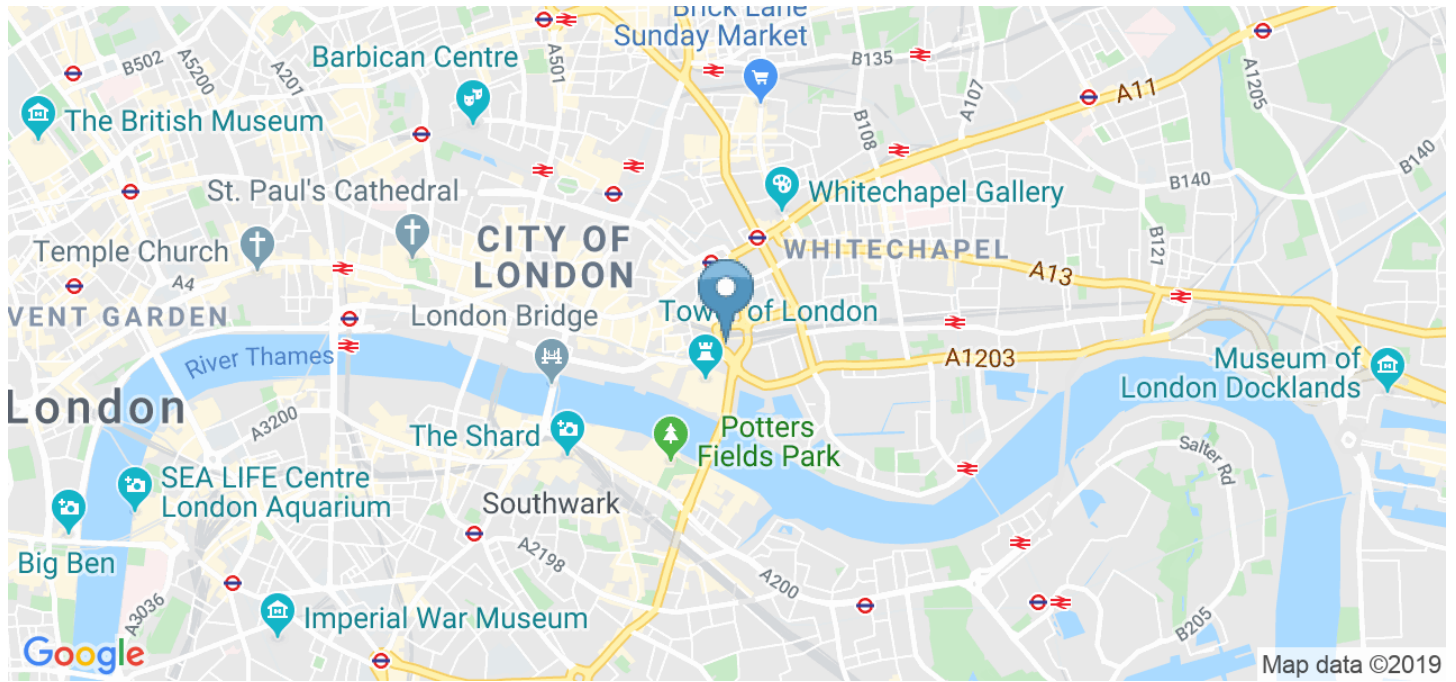 Brick Lane
Sunday Market
Barbican Centre
A501
B502
A5200
A201
B135
A107
A11
A1205
The British Museum
B108
B140
St. Paul's Cathedral
Whitechapel Gallery
B140
Temple Church
CITY OF
LONDON
WHITECHAPEL
B121
A4
A13
VENT GARDEN
London Bridge
Tower of London
River Thames
A1203
Museum of
London Docklands
London
A3200
The Shard
Potters
Fields Park
Salter Rd
SEA LIFE Centre
London Aquarium
Southwark
Big Ben
A2198
A200
A3036
Imperial War Museum
B205
Google
Map data ©2019